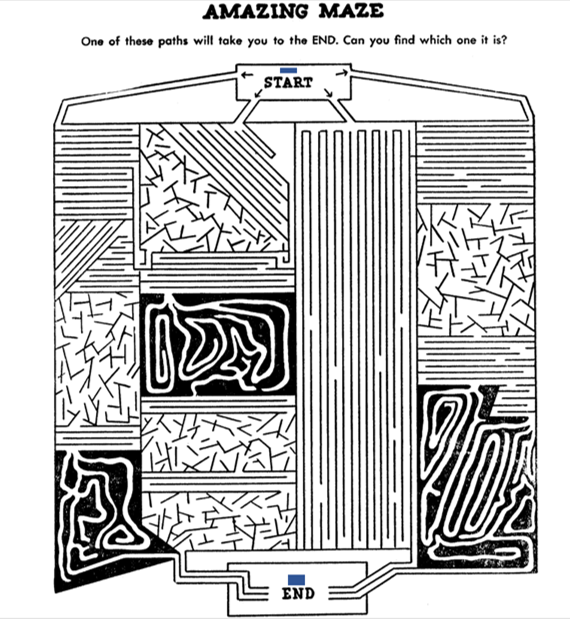 AMAZING MAZE
One of these paths will take you to the END. Can you find which one it is?
START
END